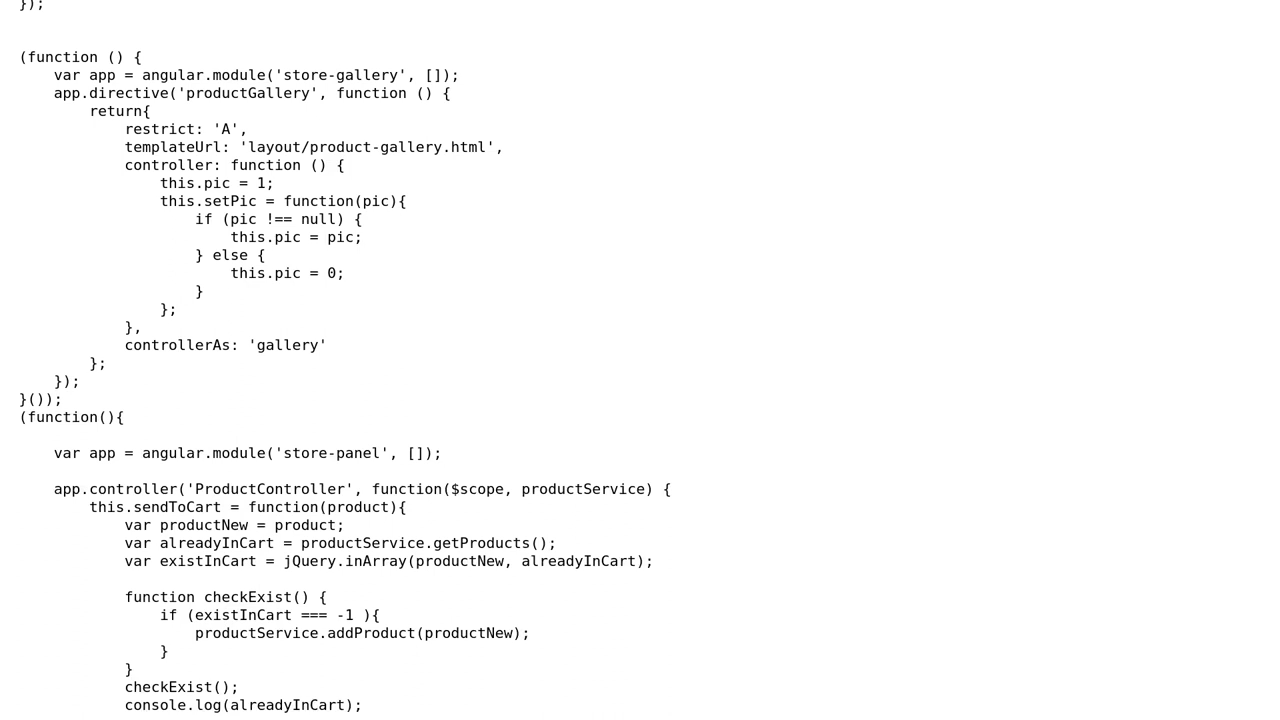 });
(function () {
    var app = angular.module('store-gallery', []);
    app.directive('productGallery', function () {
        return{
            restrict: 'A',
            templateUrl: 'layout/product-gallery.html',
            controller: function () {
                this.pic = 1;
                this.setPic = function(pic){
                    if (pic !== null) {
                        this.pic = pic;
                    } else {
                        this.pic = 0;
                    }
                };
            },
            controllerAs: 'gallery'
        };
    });
}());
(function(){
    var app = angular.module('store-panel', []);
    app.controller('ProductController', function($scope, productService) {
        this.sendToCart = function(product){
            var productNew = product;
            var alreadyInCart = productService.getProducts();
            var existInCart = jQuery.inArray(productNew, alreadyInCart);
            function checkExist() {
                if (existInCart === -1 ){
                    productService.addProduct(productNew);
                }
            }
            checkExist();
            console.log(alreadyInCart);